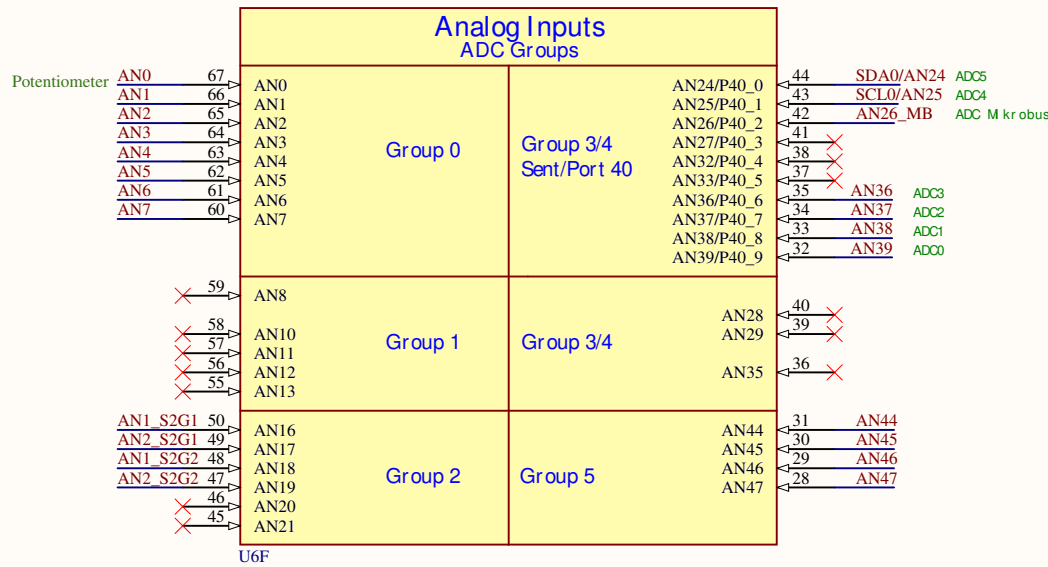 Analog Inputs
ADC Groups
Potentiometer AN0 67 AN0
AN1 66 AN1
AN2 65 AN2
AN3 64 AN3
AN4 63 AN4
AN5 62 AN5
AN6 61 AN6
AN7 60 AN7
Group 0
Group 3/4
Sent/Port 40
AN24/P40_0 44 SDA0/AN24 ADC5
AN25/P40_1 43 SCL0/AN25 ADC4
AN26/P40_2 42 AN26_MB ADC Mikrobus
AN27/P40_3 41
AN32/P40_4 38
AN33/P40_5 37
AN36/P40_6 35 AN36 ADC3
AN37/P40_7 34 AN37 ADC2
AN38/P40_8 33 AN38 ADC1
AN39/P40_9 32 AN39 ADC0
59 AN8
58 AN10
57 AN11
56 AN12
55 AN13
Group 1
Group 3/4
AN28 40
AN29 39
AN35 36
AN1_S2G1 50 AN16
AN2_S2G1 49 AN17
AN1_S2G2 48 AN18
AN2_S2G2 47 AN19
46 AN20
45 AN21
Group 2
Group 5
AN44 31 AN44
AN45 30 AN45
AN46 29 AN46
AN47 28 AN47
U6F